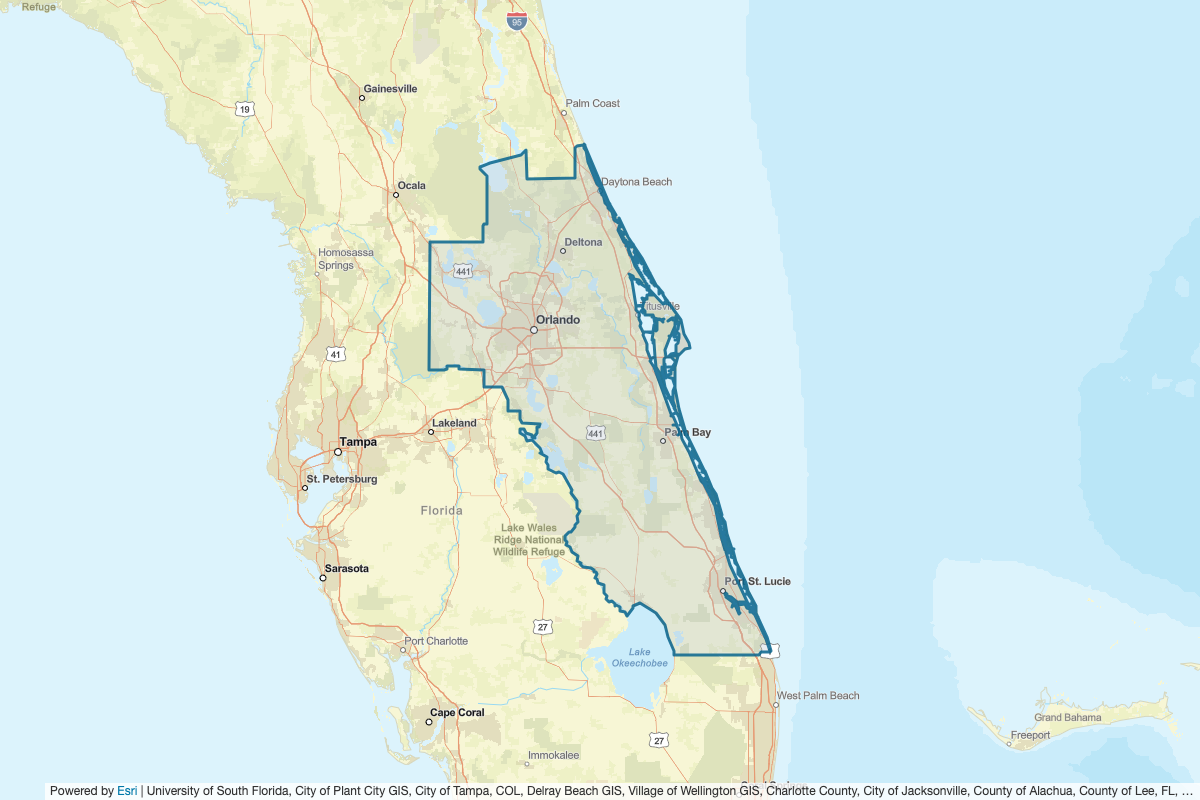 Refuge
95
Gainesville
Palm Coast
19
Ocala
Daytona Beach
Deltona
Homosassa
Springs
441
Titusville
Orlando
41
Lakeland
Palm Bay
441
Tampa
St. Petersburg
Florida
Lake Wales
Ridge National
Wildlife Refuge
Sarasota
Port St. Lucie
27
Port Charlotte
Lake
Okeechobee
West Palm Beach
Cape Coral
Grand Bahama
Freeport
27
Immokalee
Powered by Esri | University of South Florida, City of Plant City GIS, City of Tampa, COL, Delray Beach GIS, Village of Wellington GIS, Charlotte County, City of Jacksonville, County of Alachua, County of Lee, FL, ...